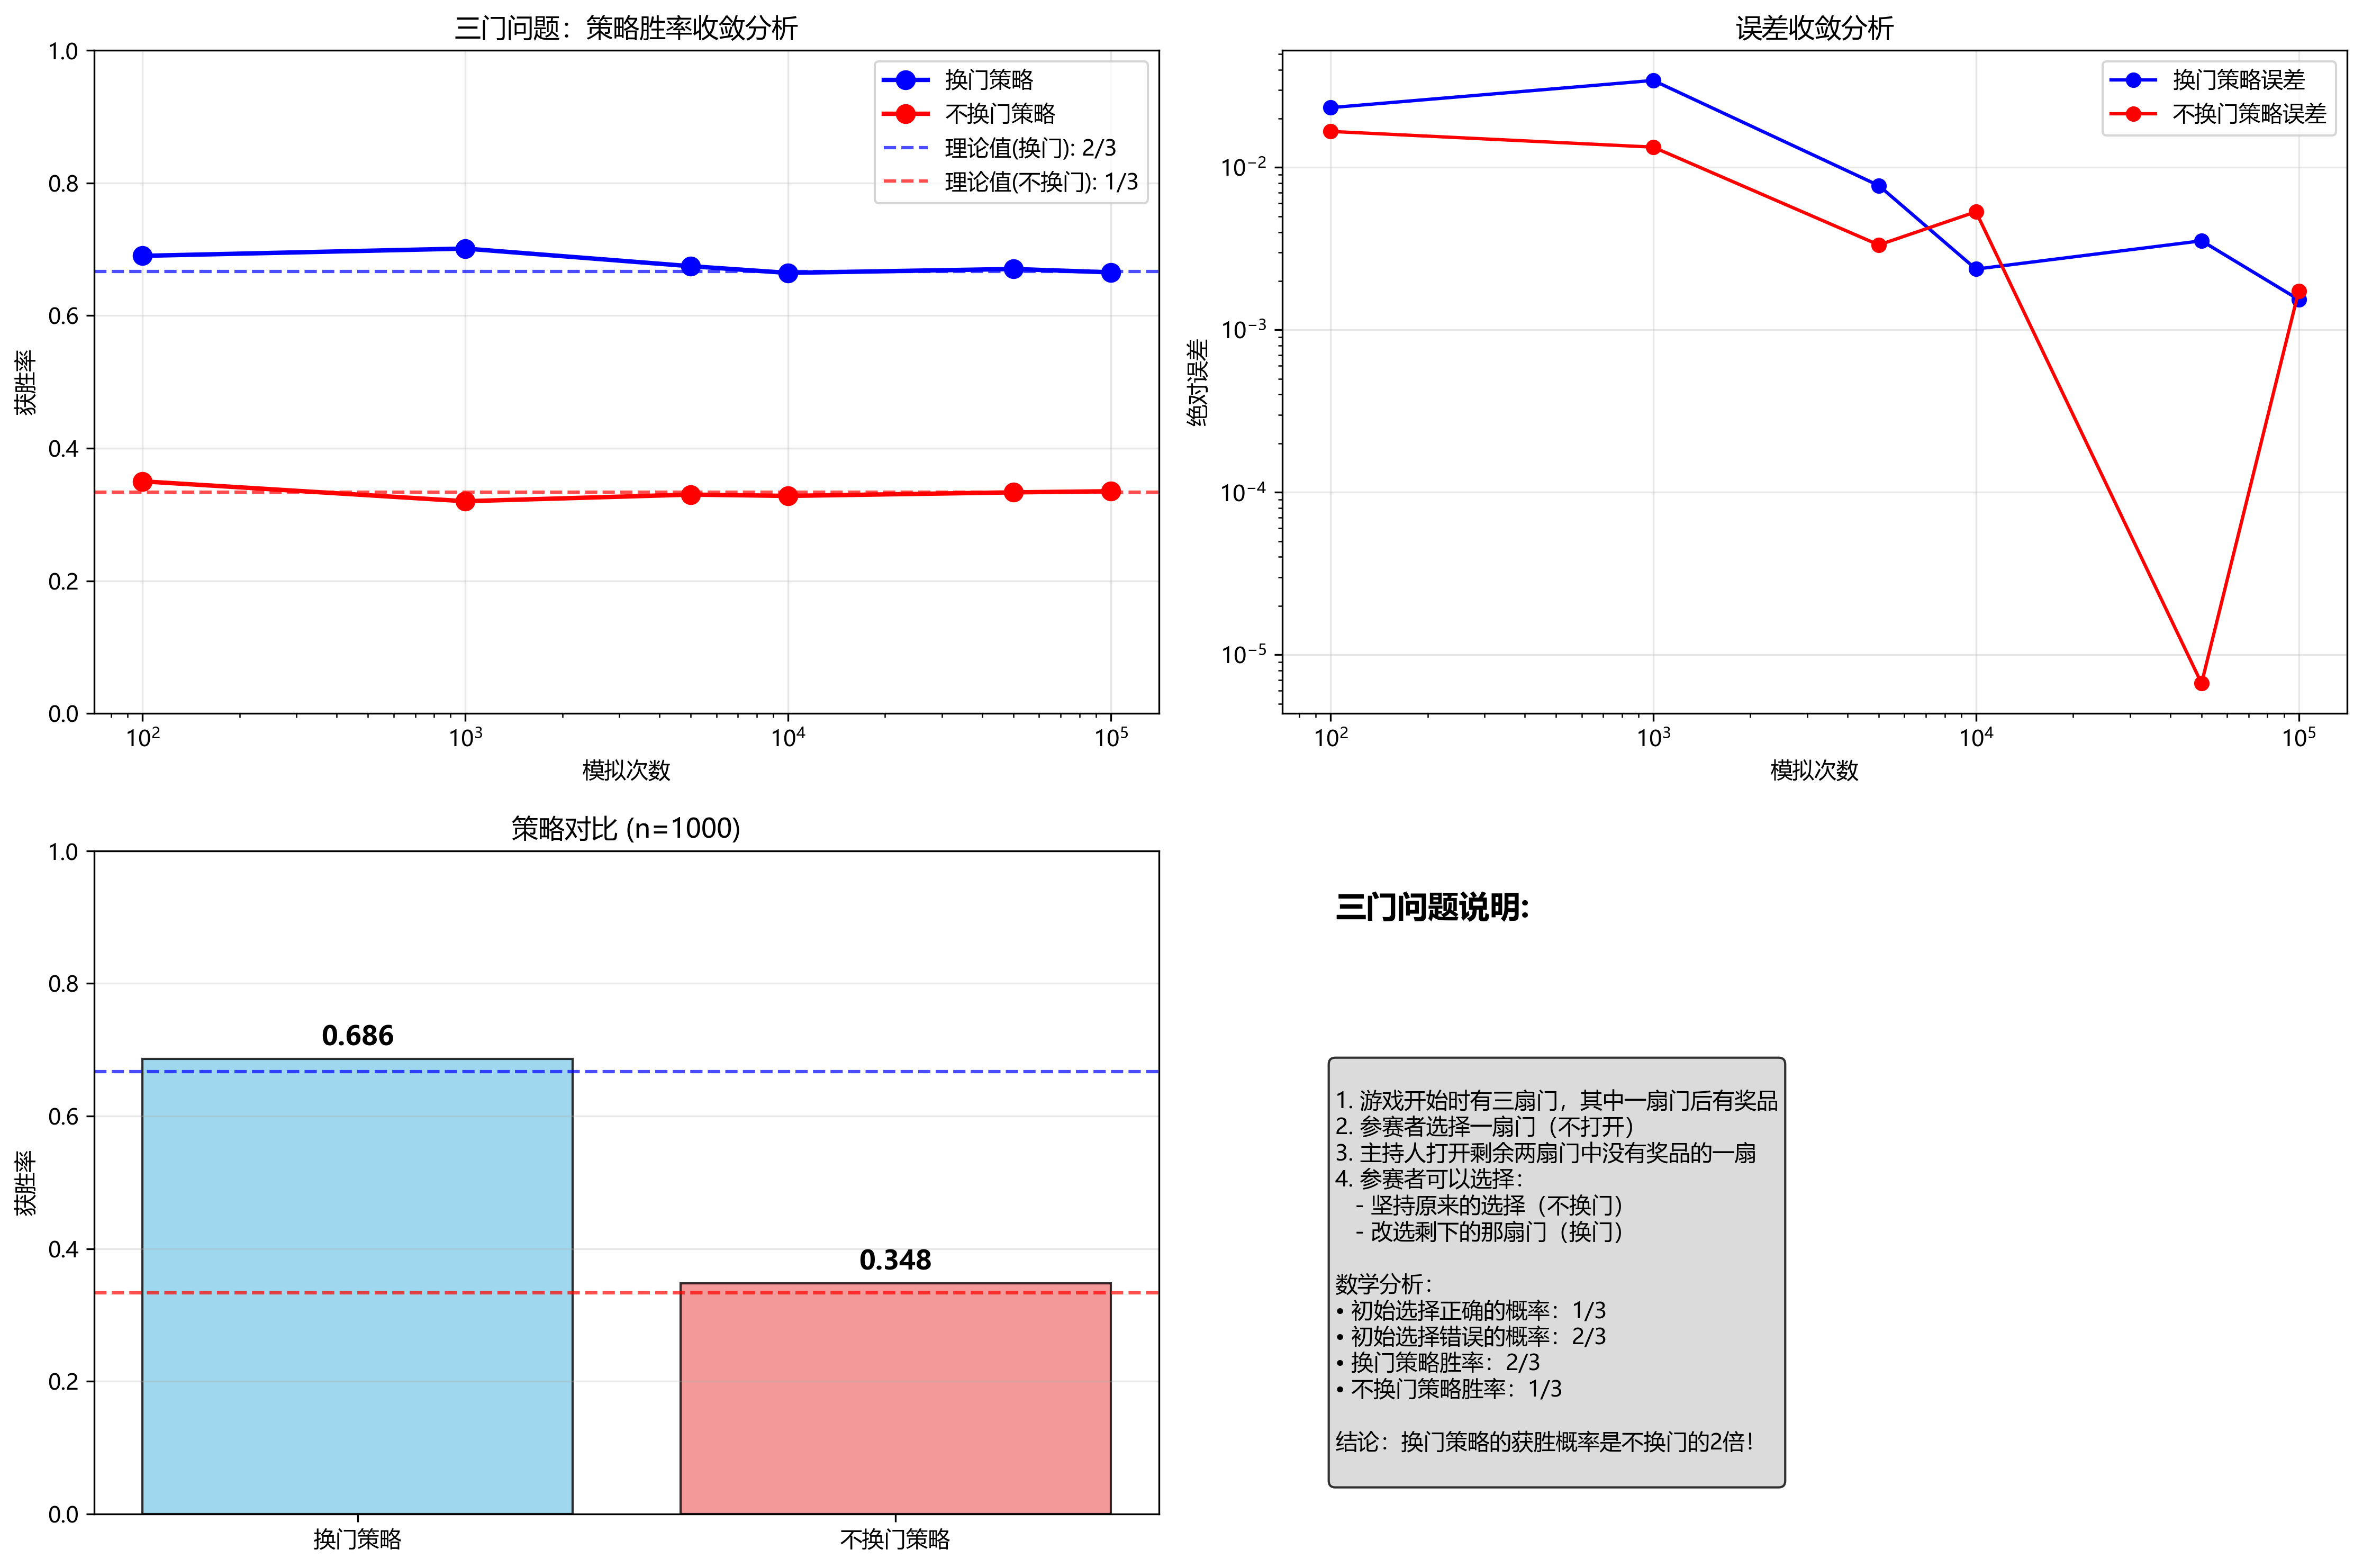 三门问题：策略胜率收敛分析
1.0
0.8
0.6
0.4
0.2
0.0
获胜率
10²
10³
10⁴
10⁵
模拟次数
换门策略
不换门策略
理论值(换门): 2/3
理论值(不换门): 1/3
误差收敛分析
10⁻²
10⁻³
10⁻⁴
10⁻⁵
绝对误差
10²
10³
10⁴
10⁵
模拟次数
换门策略误差
不换门策略误差
策略对比 (n=1000)
1.0
0.8
0.6
0.4
0.2
0.0
获胜率
0.686
0.348
换门策略
不换门策略
三门问题说明:
1. 游戏开始时有三扇门，其中一扇门后有奖品
2. 参赛者选择一扇门（不打开）
3. 主持人打开剩余两扇门中没有奖品的一扇
4. 参赛者可以选择：
- 坚持原来的选择（不换门）
- 改选剩下的那扇门（换门）
数学分析：
• 初始选择正确的概率：1/3
• 初始选择错误的概率：2/3
• 换门策略胜率：2/3
• 不换门策略胜率：1/3
结论：换门策略的获胜概率是不换门的2倍！